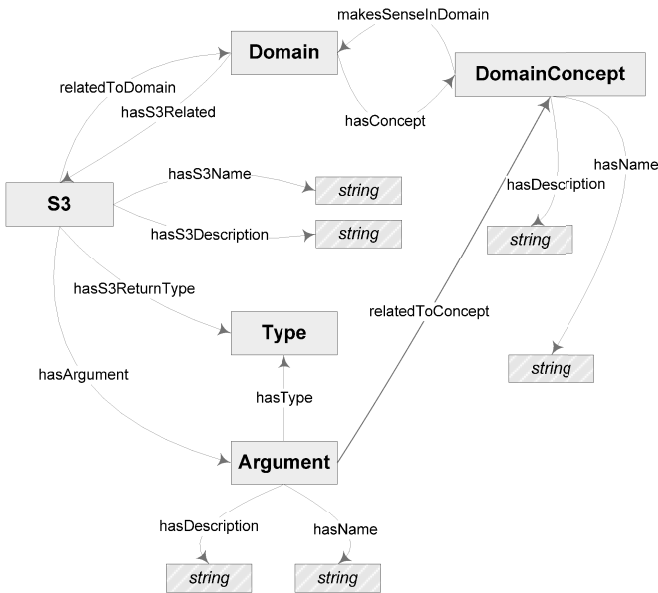 makesSenseInDomain
Domain
DomainConcept
relatedToDomain
hasS3Related
hasConcept
hasName
hasS3Name
hasDescription
string
S3
hasS3Description
string
string
hasS3ReturnType
relatedToConcept
Type
string
hasArgument
hasType
Argument
hasDescription
hasName
string
string